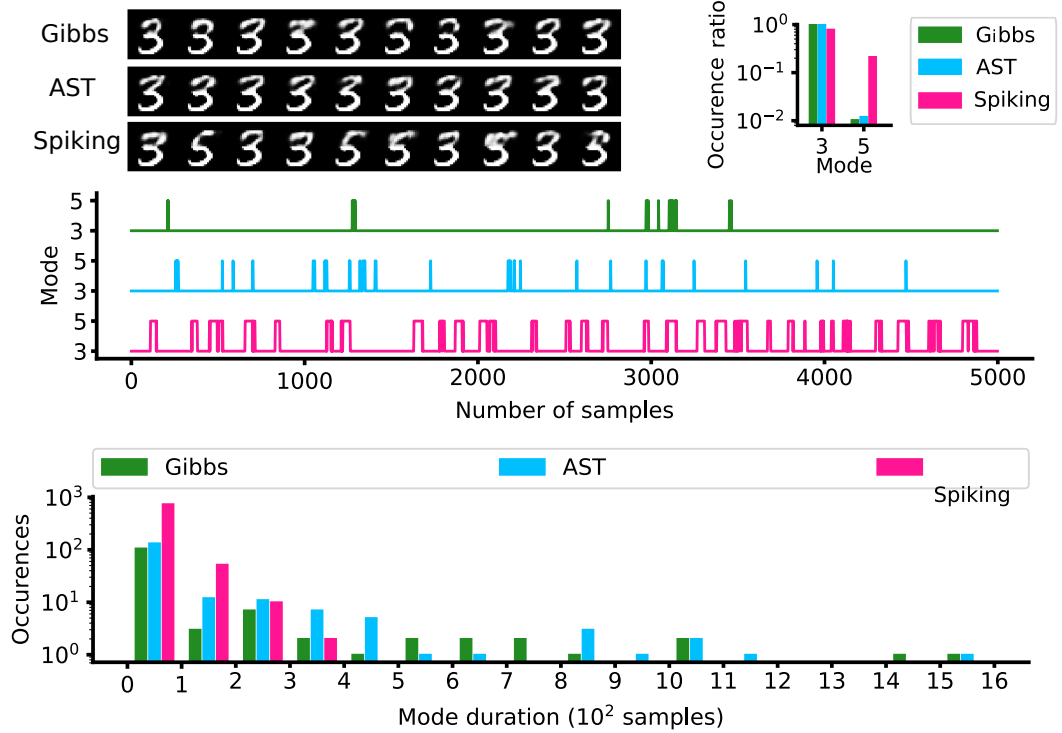 Gibbs
AST
Spiking
Occurence ratio
10^0
10^-1
10^-2
3 5
Mode
Gibbs
AST
Spiking
Mode
5
3
5
3
5
3
0 1000 2000 3000 4000 5000
Number of samples
Gibbs AST Spiking
Occurences
10^3
10^2
10^1
10^0
0 1 2 3 4 5 6 7 8 9 10 11 12 13 14 15 16
Mode duration (10^2 samples)